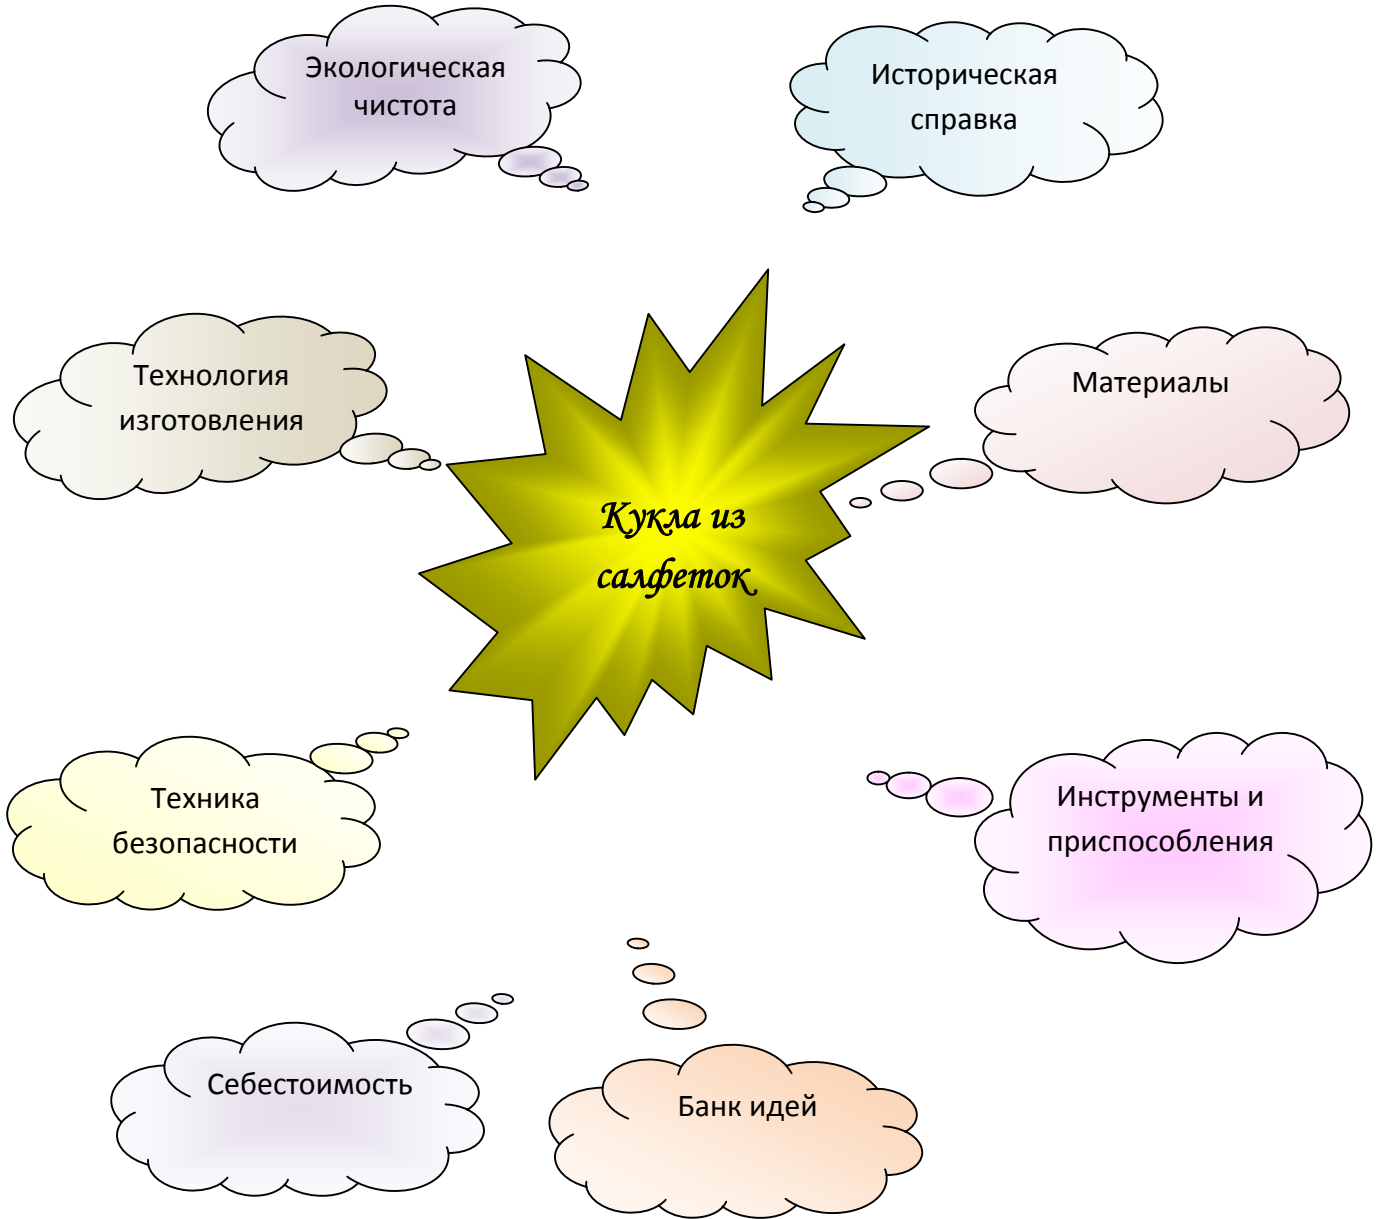 Экологическая
чистота
Историческая
справка
Технология
изготовления
Материалы
Кукла из
салфеток
Техника
безопасности
Инструменты и
приспособления
Себестоимость
Банк идей